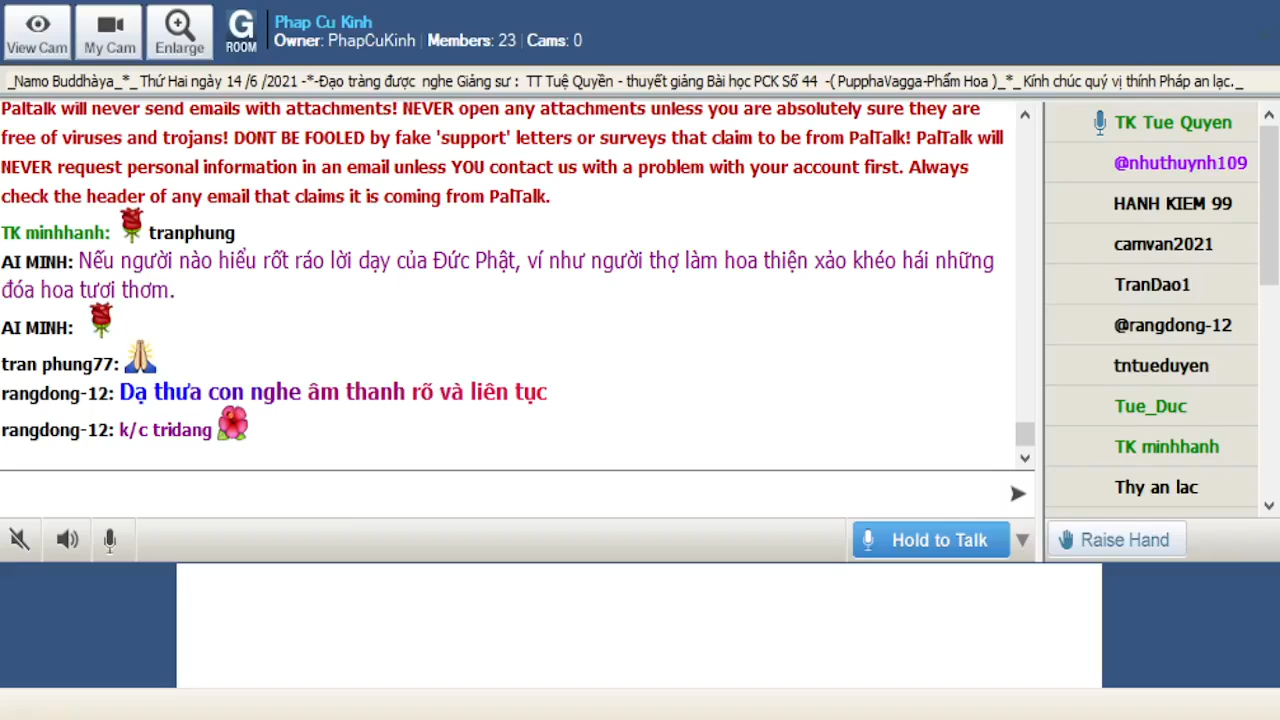 View Cam
My Cam
Enlarge
G
ROOM
Phap Cu Kinh
Owner: PhapCuKinh | Members: 23 | Cams: 0
_Namo Buddhàya_*_ Thứ Hai ngày 14 /6 /2021 -*-Đạo tràng được nghe Giảng sư : TT Tuệ Quyền - thuyết giảng Bài học PCK Số 44 -( PupphaVagga-Phẩm Hoa )_*_ Kính chúc quý vị thính Pháp an lạc._
Paltalk will never send emails with attachments! NEVER open any attachments unless you are absolutely sure they are
free of viruses and trojans! DONT BE FOOLED by fake 'support' letters or surveys that claim to be from PalTalk! PalTalk will
NEVER request personal information in an email unless YOU contact us with a problem with your account first. Always
check the header of any email that claims it is coming from PalTalk.
TK minhhanh: tranphung
AI MINH: Nếu người nào hiểu rốt ráo lời dạy của Đức Phật, ví như người thợ làm hoa thiện xảo khéo hái những
đóa hoa tươi thơm.
AI MINH:
tran phung77:
rangdong-12: Dạ thưa con nghe âm thanh rõ và liên tục
rangdong-12: k/c tridang
TK Tue Quyen
@nhuthuynh109
HANH KIEM 99
camvan2021
TranDao1
@rangdong-12
tntueduyen
Tue_Duc
TK minhhanh
Thy an lac
Hold to Talk
Raise Hand